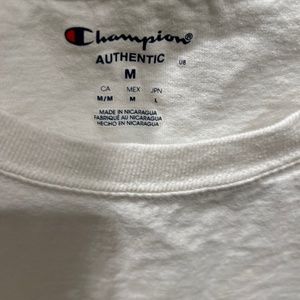 Champion®
AUTHENTIC
M US
CA MEX JPN
M/M M L
MADE IN NICARAGUA
FABRIQUÉ AU NICARAGUA
HECHO EN NICARAGUA